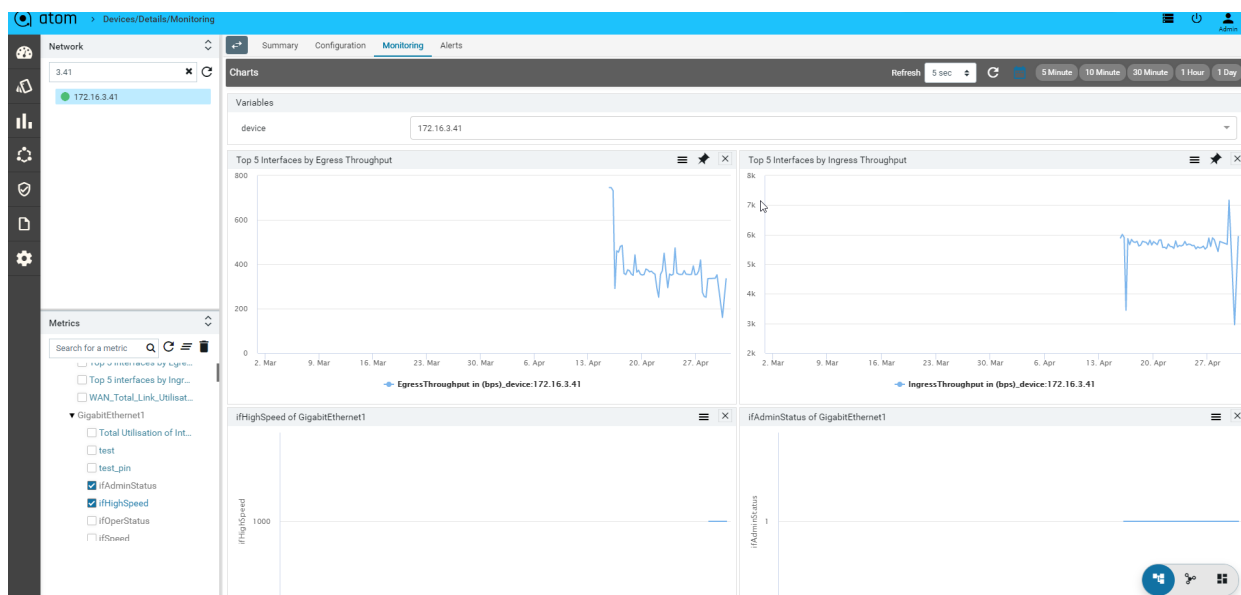 atom > Devices/Details/Monitoring
Admin
Network
3.41
172.16.3.41
Summary Configuration Monitoring Alerts
Charts Refresh 5 sec 5 Minute 10 Minute 30 Minute 1 Hour 1 Day
Variables
device 172.16.3.41
Top 5 Interfaces by Egress Throughput
800
600
400
200
0
2. Mar 9. Mar 16. Mar 23. Mar 30. Mar 6. Apr 13. Apr 20. Apr 27. Apr
EgressThroughput in (bps)_device:172.16.3.41
Top 5 Interfaces by Ingress Throughput
8k
7k
6k
5k
4k
3k
2k
2. Mar 9. Mar 16. Mar 23. Mar 30. Mar 6. Apr 13. Apr 20. Apr 27. Apr
IngressThroughput in (bps)_device:172.16.3.41
Metrics
Search for a metric
Top 5 interfaces by Egre...
Top 5 interfaces by Ingr...
WAN_Total_Link_Utilisat...
GigabitEthernet1
Total Utilisation of Int...
test
test_pin
ifAdminStatus
ifHighSpeed
ifOperStatus
ifSpeed
ifHighSpeed of GigabitEthernet1
ifHighSpeed
1000
ifAdminStatus of GigabitEthernet1
ifAdminStatus
1